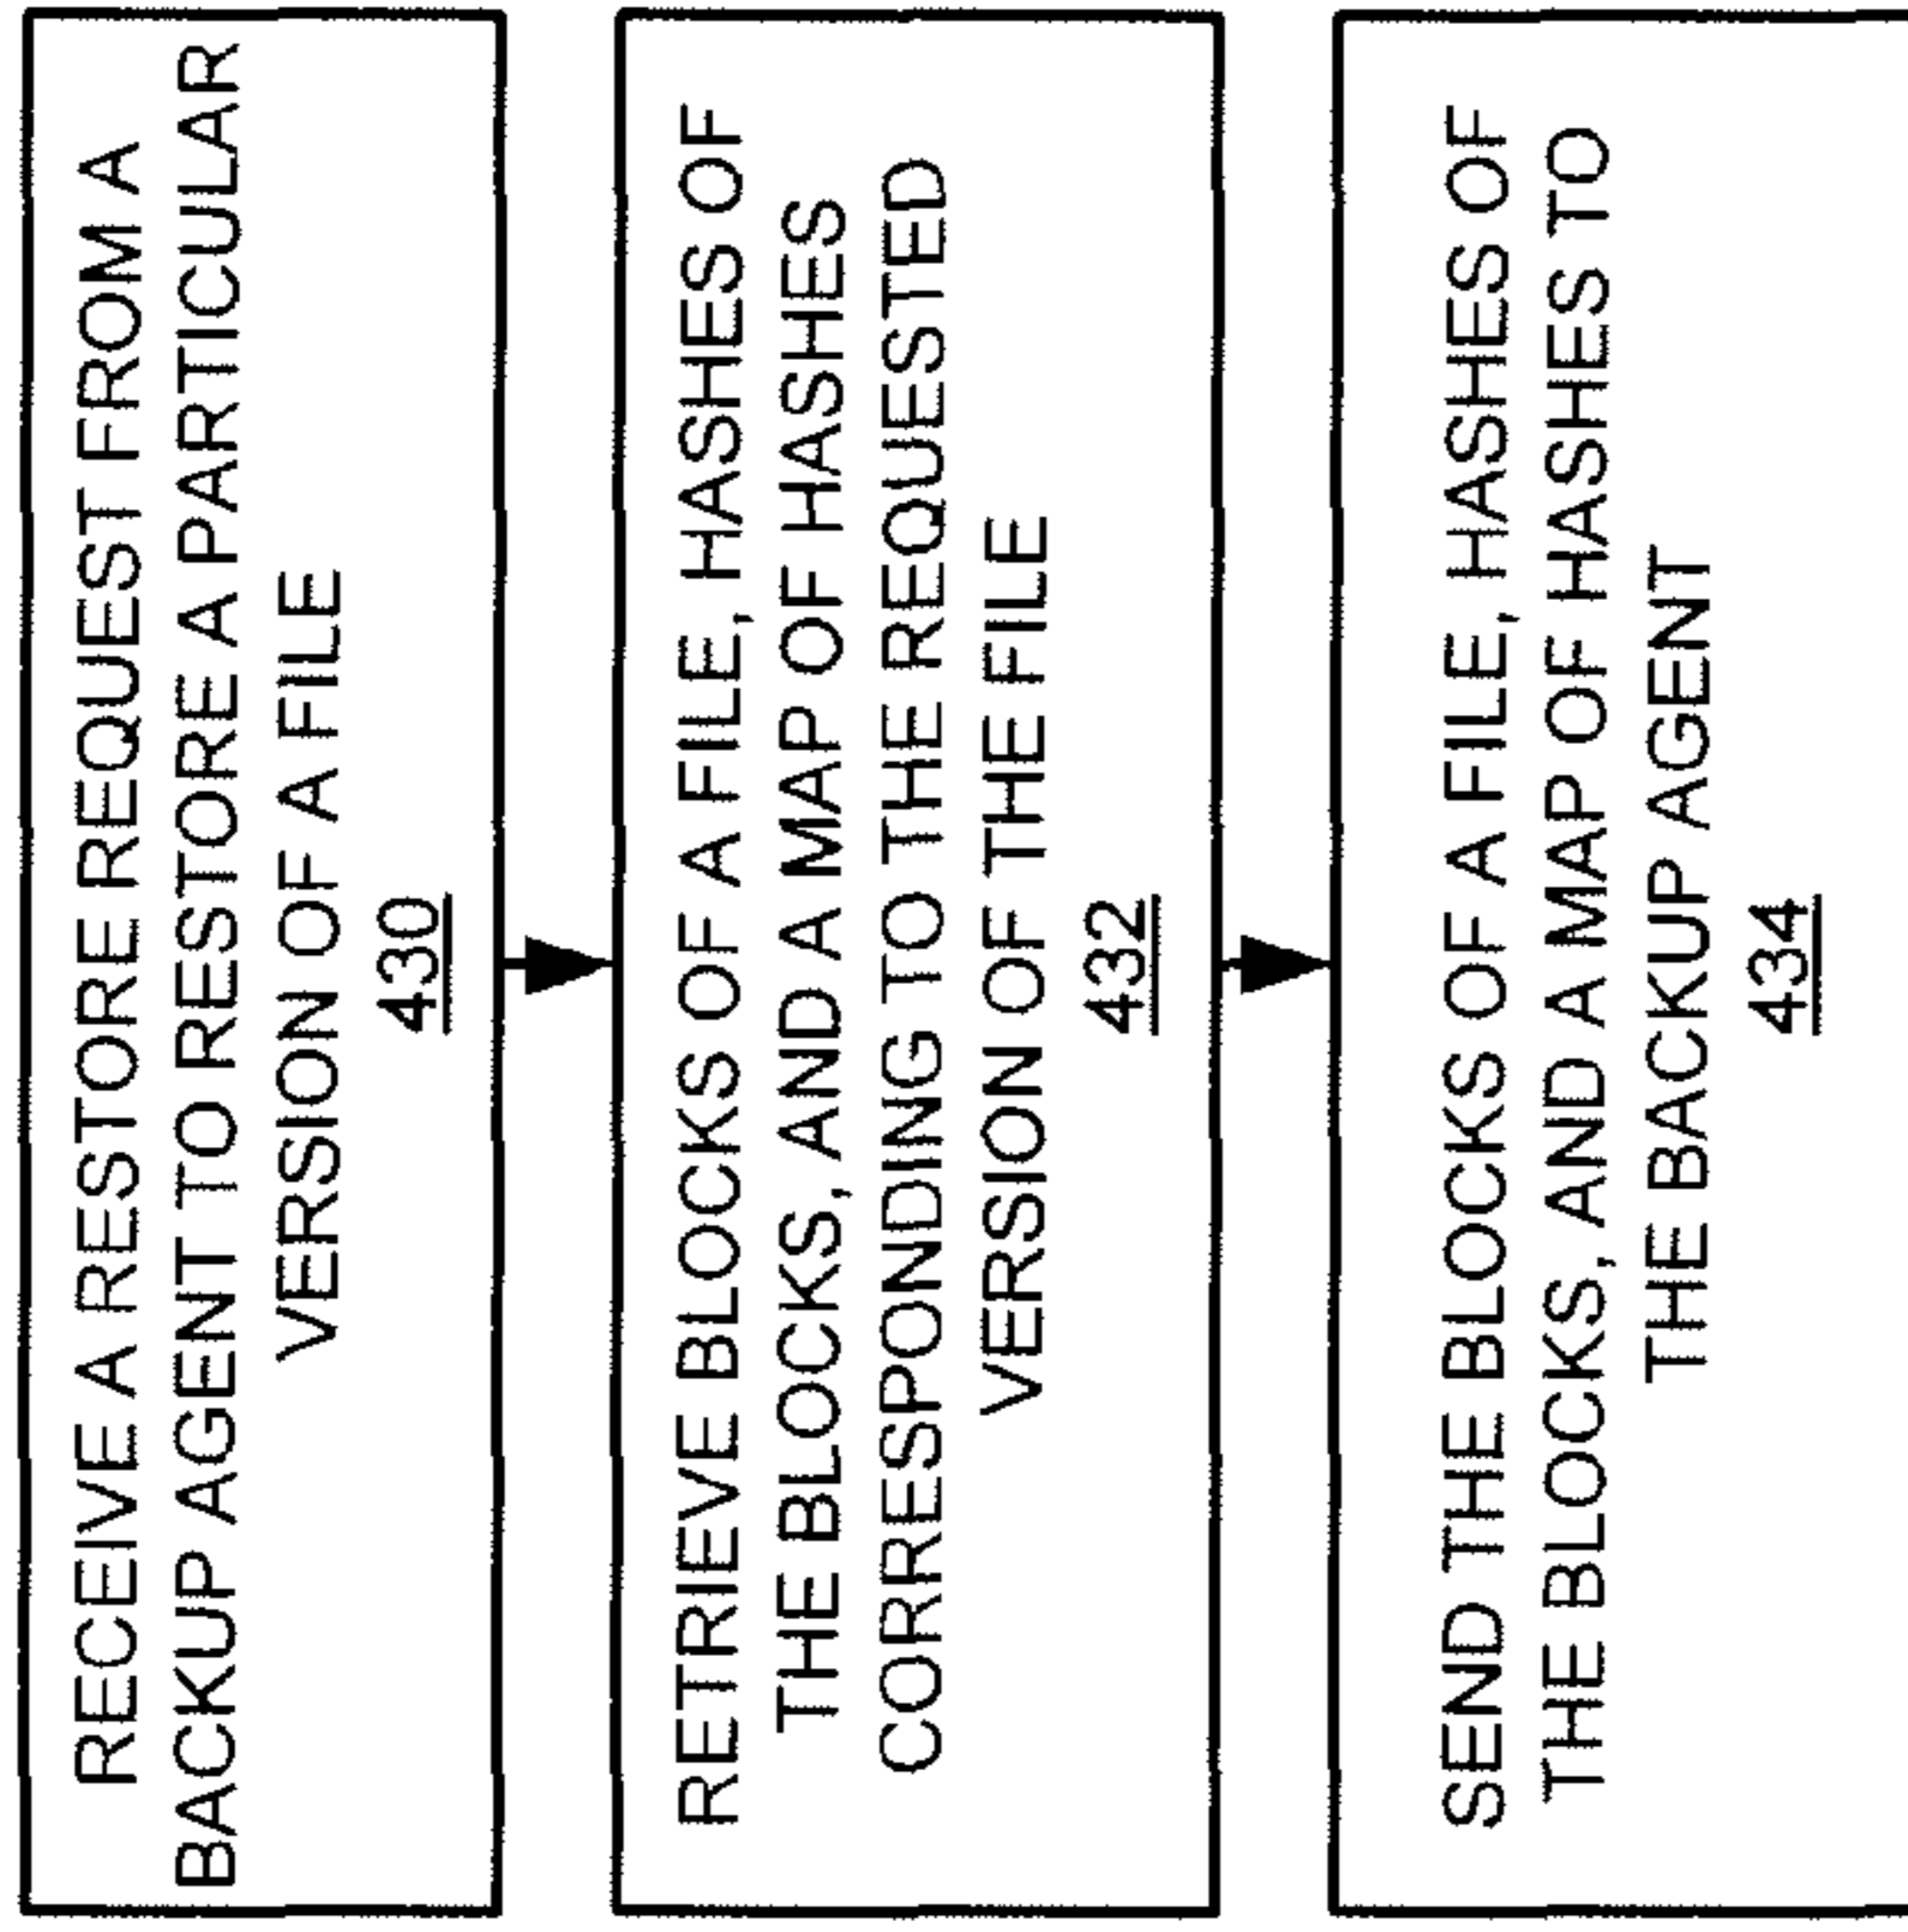 RECEIVE A RESTORE REQUEST FROM A
BACKUP AGENT TO RESTORE A PARTICULAR
VERSION OF A FILE
430
RETRIEVE BLOCKS OF A FILE, HASHES OF
THE BLOCKS, AND A MAP OF HASHES
CORRESPONDING TO THE REQUESTED
VERSION OF THE FILE
432
SEND THE BLOCKS OF A FILE, HASHES OF
THE BLOCKS, AND A MAP OF HASHES TO
THE BACKUP AGENT
434